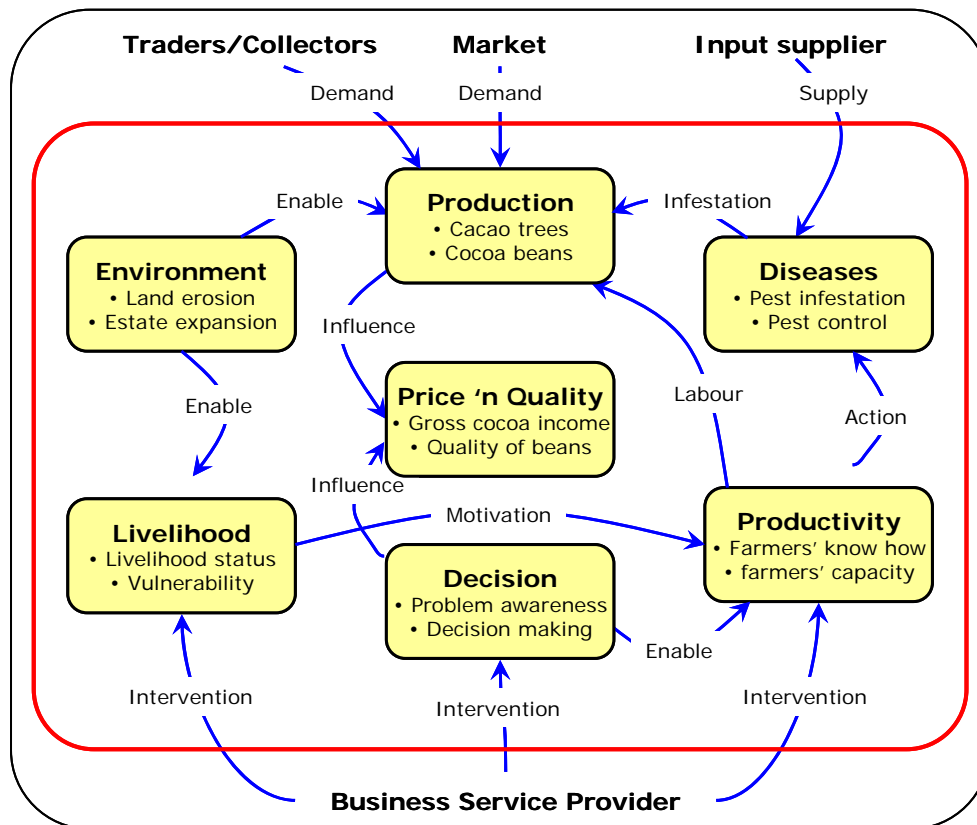 Traders/Collectors
Market
Input supplier
Demand
Demand
Supply
Enable
Production
• Cacao trees
• Cocoa beans
Infestation
Environment
• Land erosion
• Estate expansion
Diseases
• Pest infestation
• Pest control
Influence
Enable
Price ‘n Quality
• Gross cocoa income
• Quality of beans
Labour
Action
Influence
Livelihood
• Livelihood status
• Vulnerability
Motivation
Productivity
• Farmers’ know how
• farmers’ capacity
Decision
• Problem awareness
• Decision making
Enable
Intervention
Intervention
Intervention
Business Service Provider